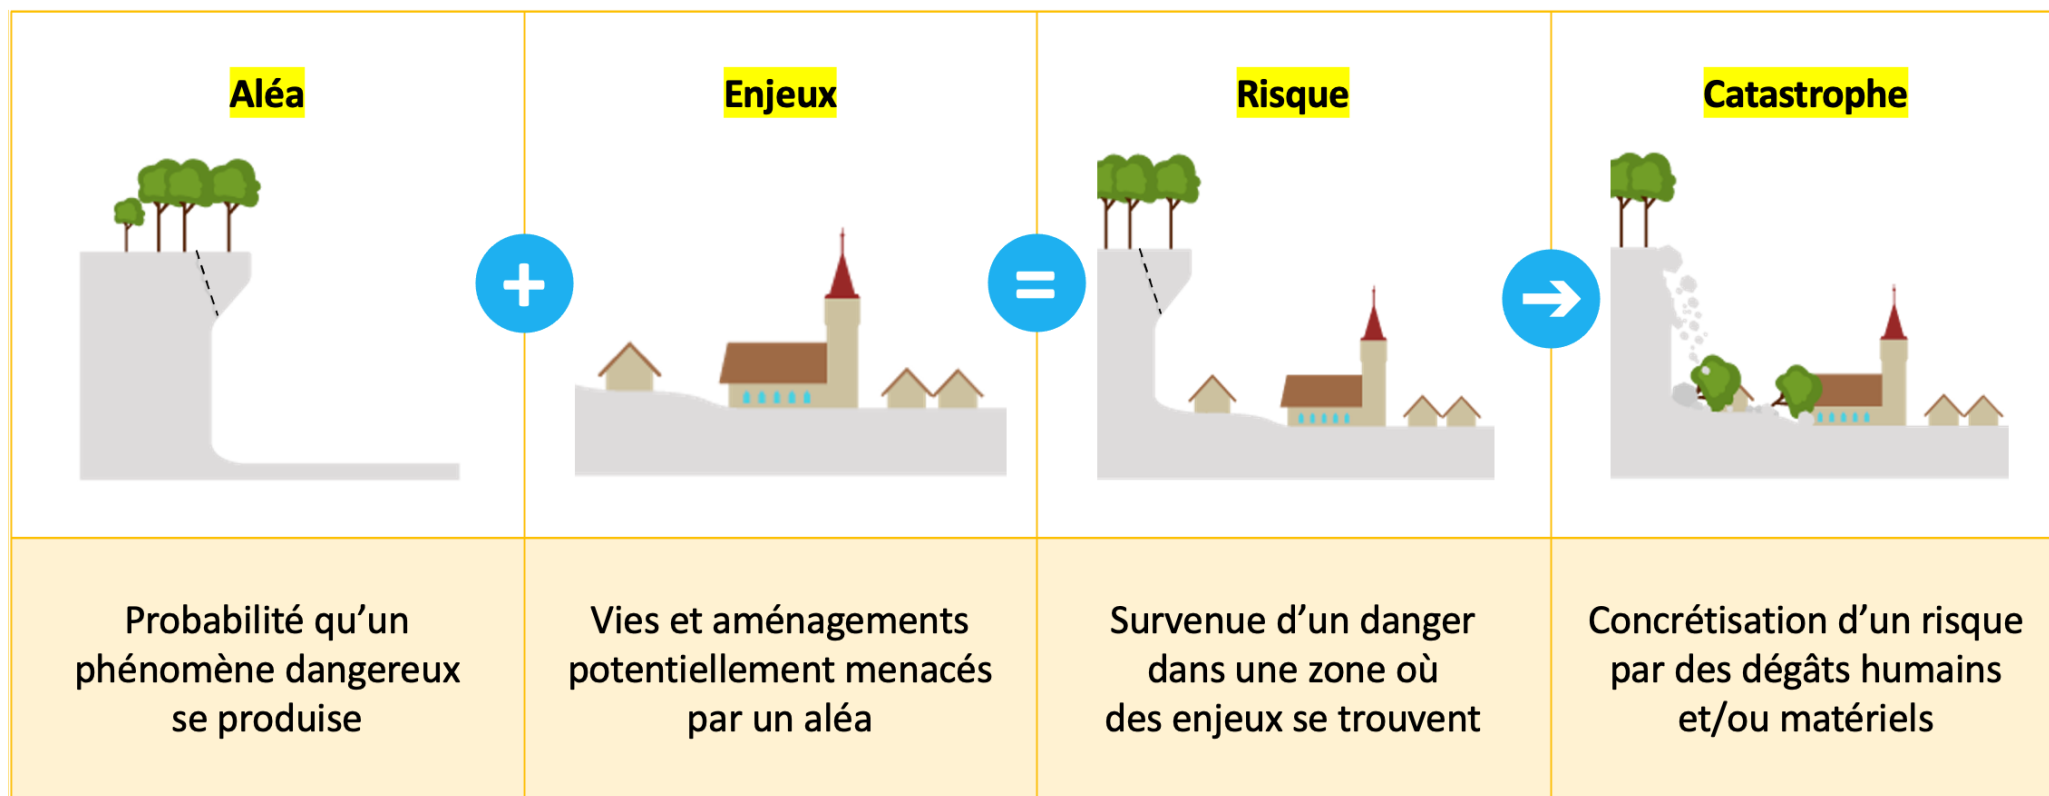 Aléa
Enjeux
Risque
Catastrophe
+
=
→
Probabilité qu’un
phénomène dangereux
se produise
Vies et aménagements
potentiellement menacés
par un aléa
Survenue d’un danger
dans une zone où
des enjeux se trouvent
Concrétisation d’un risque
par des dégâts humains
et/ou matériels